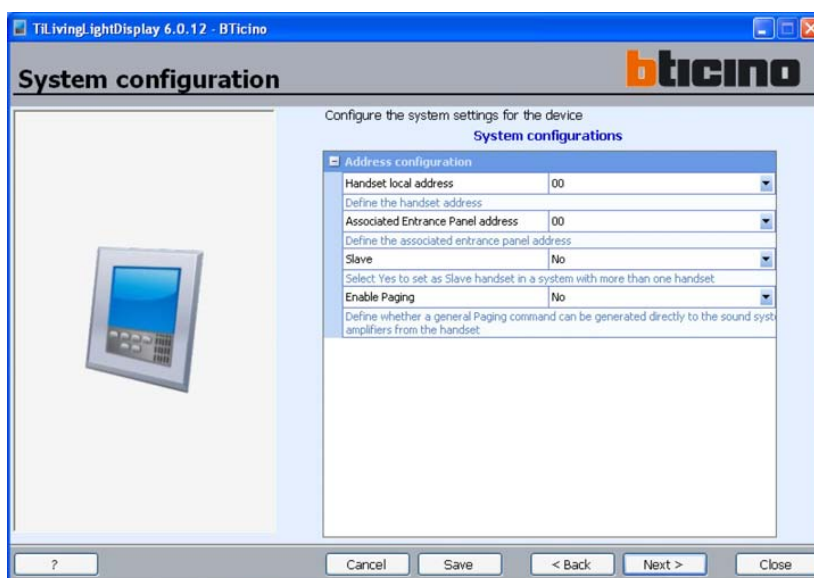 TiLivingLightDisplay 6.0.12 - BTicino
System configuration
bticino
Configure the system settings for the device
System configurations
Address configuration
Handset local address 00
Define the handset address
Associated Entrance Panel address 00
Define the associated entrance panel address
Slave No
Select Yes to set as Slave handset in a system with more than one handset
Enable Paging No
Define whether a general Paging command can be generated directly to the sound syst
amplifiers from the handset
? Cancel Save < Back Next > Close